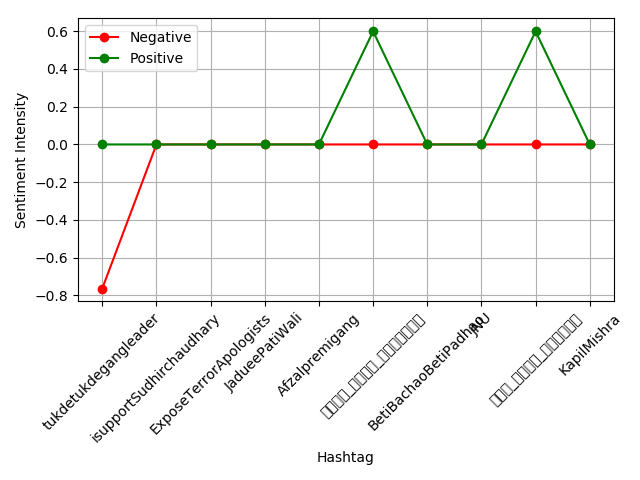 Negative
Positive
0.6
0.4
0.2
0.0
−0.2
−0.4
−0.6
−0.8
Sentiment Intensity
tukdetukdegangleader
isupportSudhirchaudhary
ExposeTerrorApologists
JadueePatiWali
Afzalpremigang
BetiBachaoBetiPadhao
JNU
KapilMishra
Hashtag